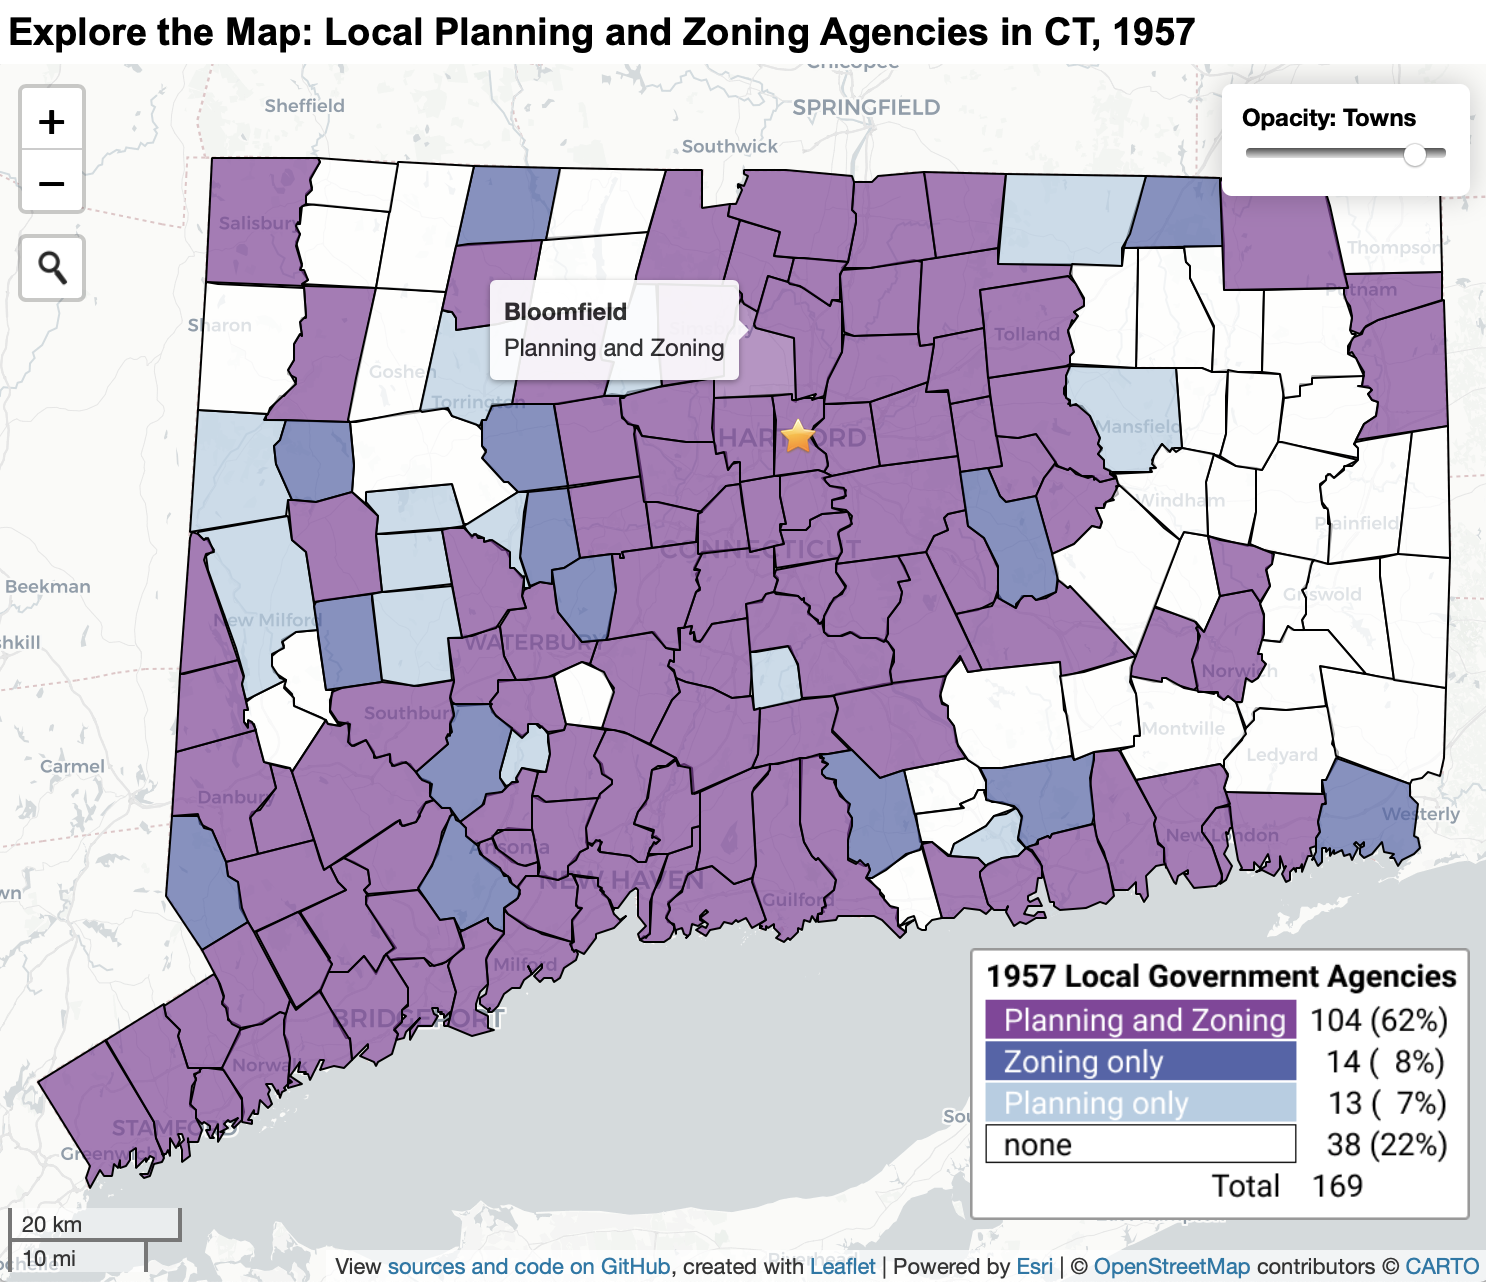 Explore the Map: Local Planning and Zoning Agencies in CT, 1957
Chicopee
+
−
Sheffield
SPRINGFIELD
Southwick
Opacity: Towns
Salisbury
Thompson
Putnam
Sharon
Bloomfield
Planning and Zoning
Tolland
Goshen
Torrington
Mansfield
HARTFORD
Windham
Plainfield
CONNECTICUT
Beekman
Griswold
New Milford
hkill
WATERBURY
Norwich
Southbury
Montville
Ledyard
Carmel
Danbury
Westerly
New London
Ansonia
wn
NEW HAVEN
Guilford
Milford
BRIDGEPORT
Norwalk
STAMFORD
Greenwich
Sou
1957 Local Government Agencies
Planning and Zoning 104 (62%)
Zoning only 14 ( 8%)
Planning only 13 ( 7%)
none 38 (22%)
Total 169
20 km
10 mi
Riverhead
View sources and code on GitHub, created with Leaflet | Powered by Esri | © OpenStreetMap contributors © CARTO